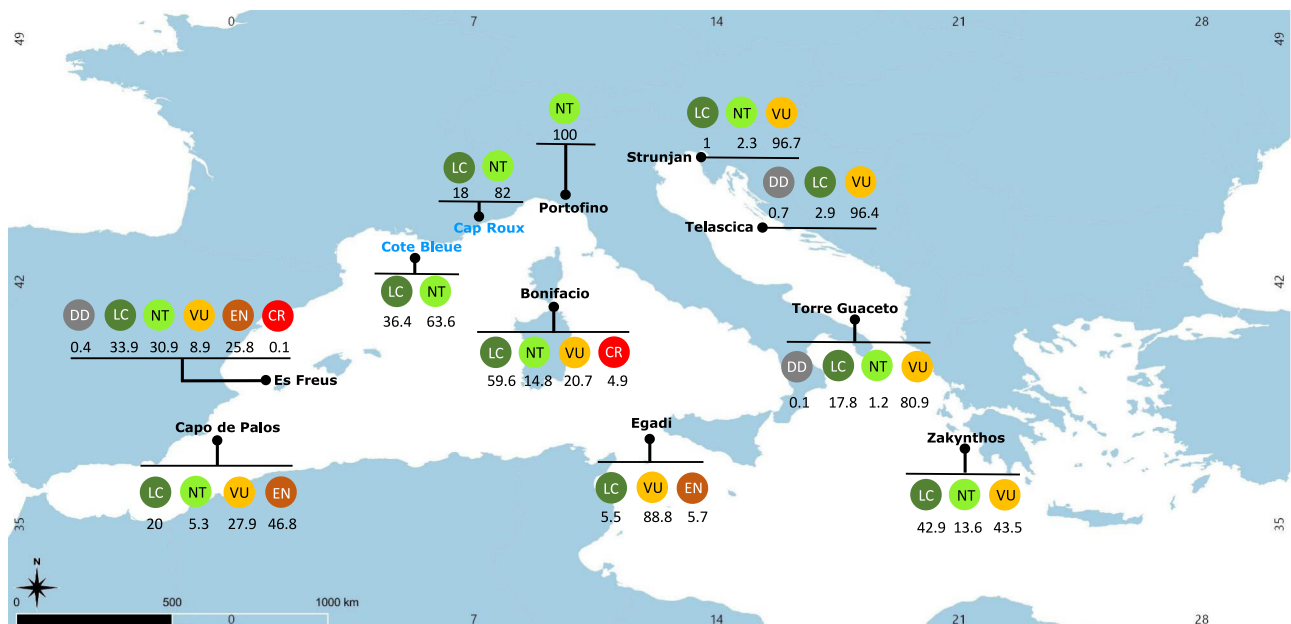 0 7 14 21 28
49 49
NT
100
LC NT VU
1 2.3 96.7
Strunjan
LC NT
18 82
Portofino
Cap Roux
DD LC VU
0.7 2.9 96.4
Telascica
Cote Bleue
42 42
LC NT
36.4 63.6
Bonifacio
LC NT VU CR
59.6 14.8 20.7 4.9
Torre Guaceto
DD LC NT VU
0.1 17.8 1.2 80.9
DD LC NT VU EN CR
0.4 33.9 30.9 8.9 25.8 0.1
Es Freus
Capo de Palos
LC NT VU EN
20 5.3 27.9 46.8
Egadi
LC VU EN
5.5 88.8 5.7
Zakynthos
LC NT VU
42.9 13.6 43.5
35 35
N
0 500 1000 km
0 7 14 21 28